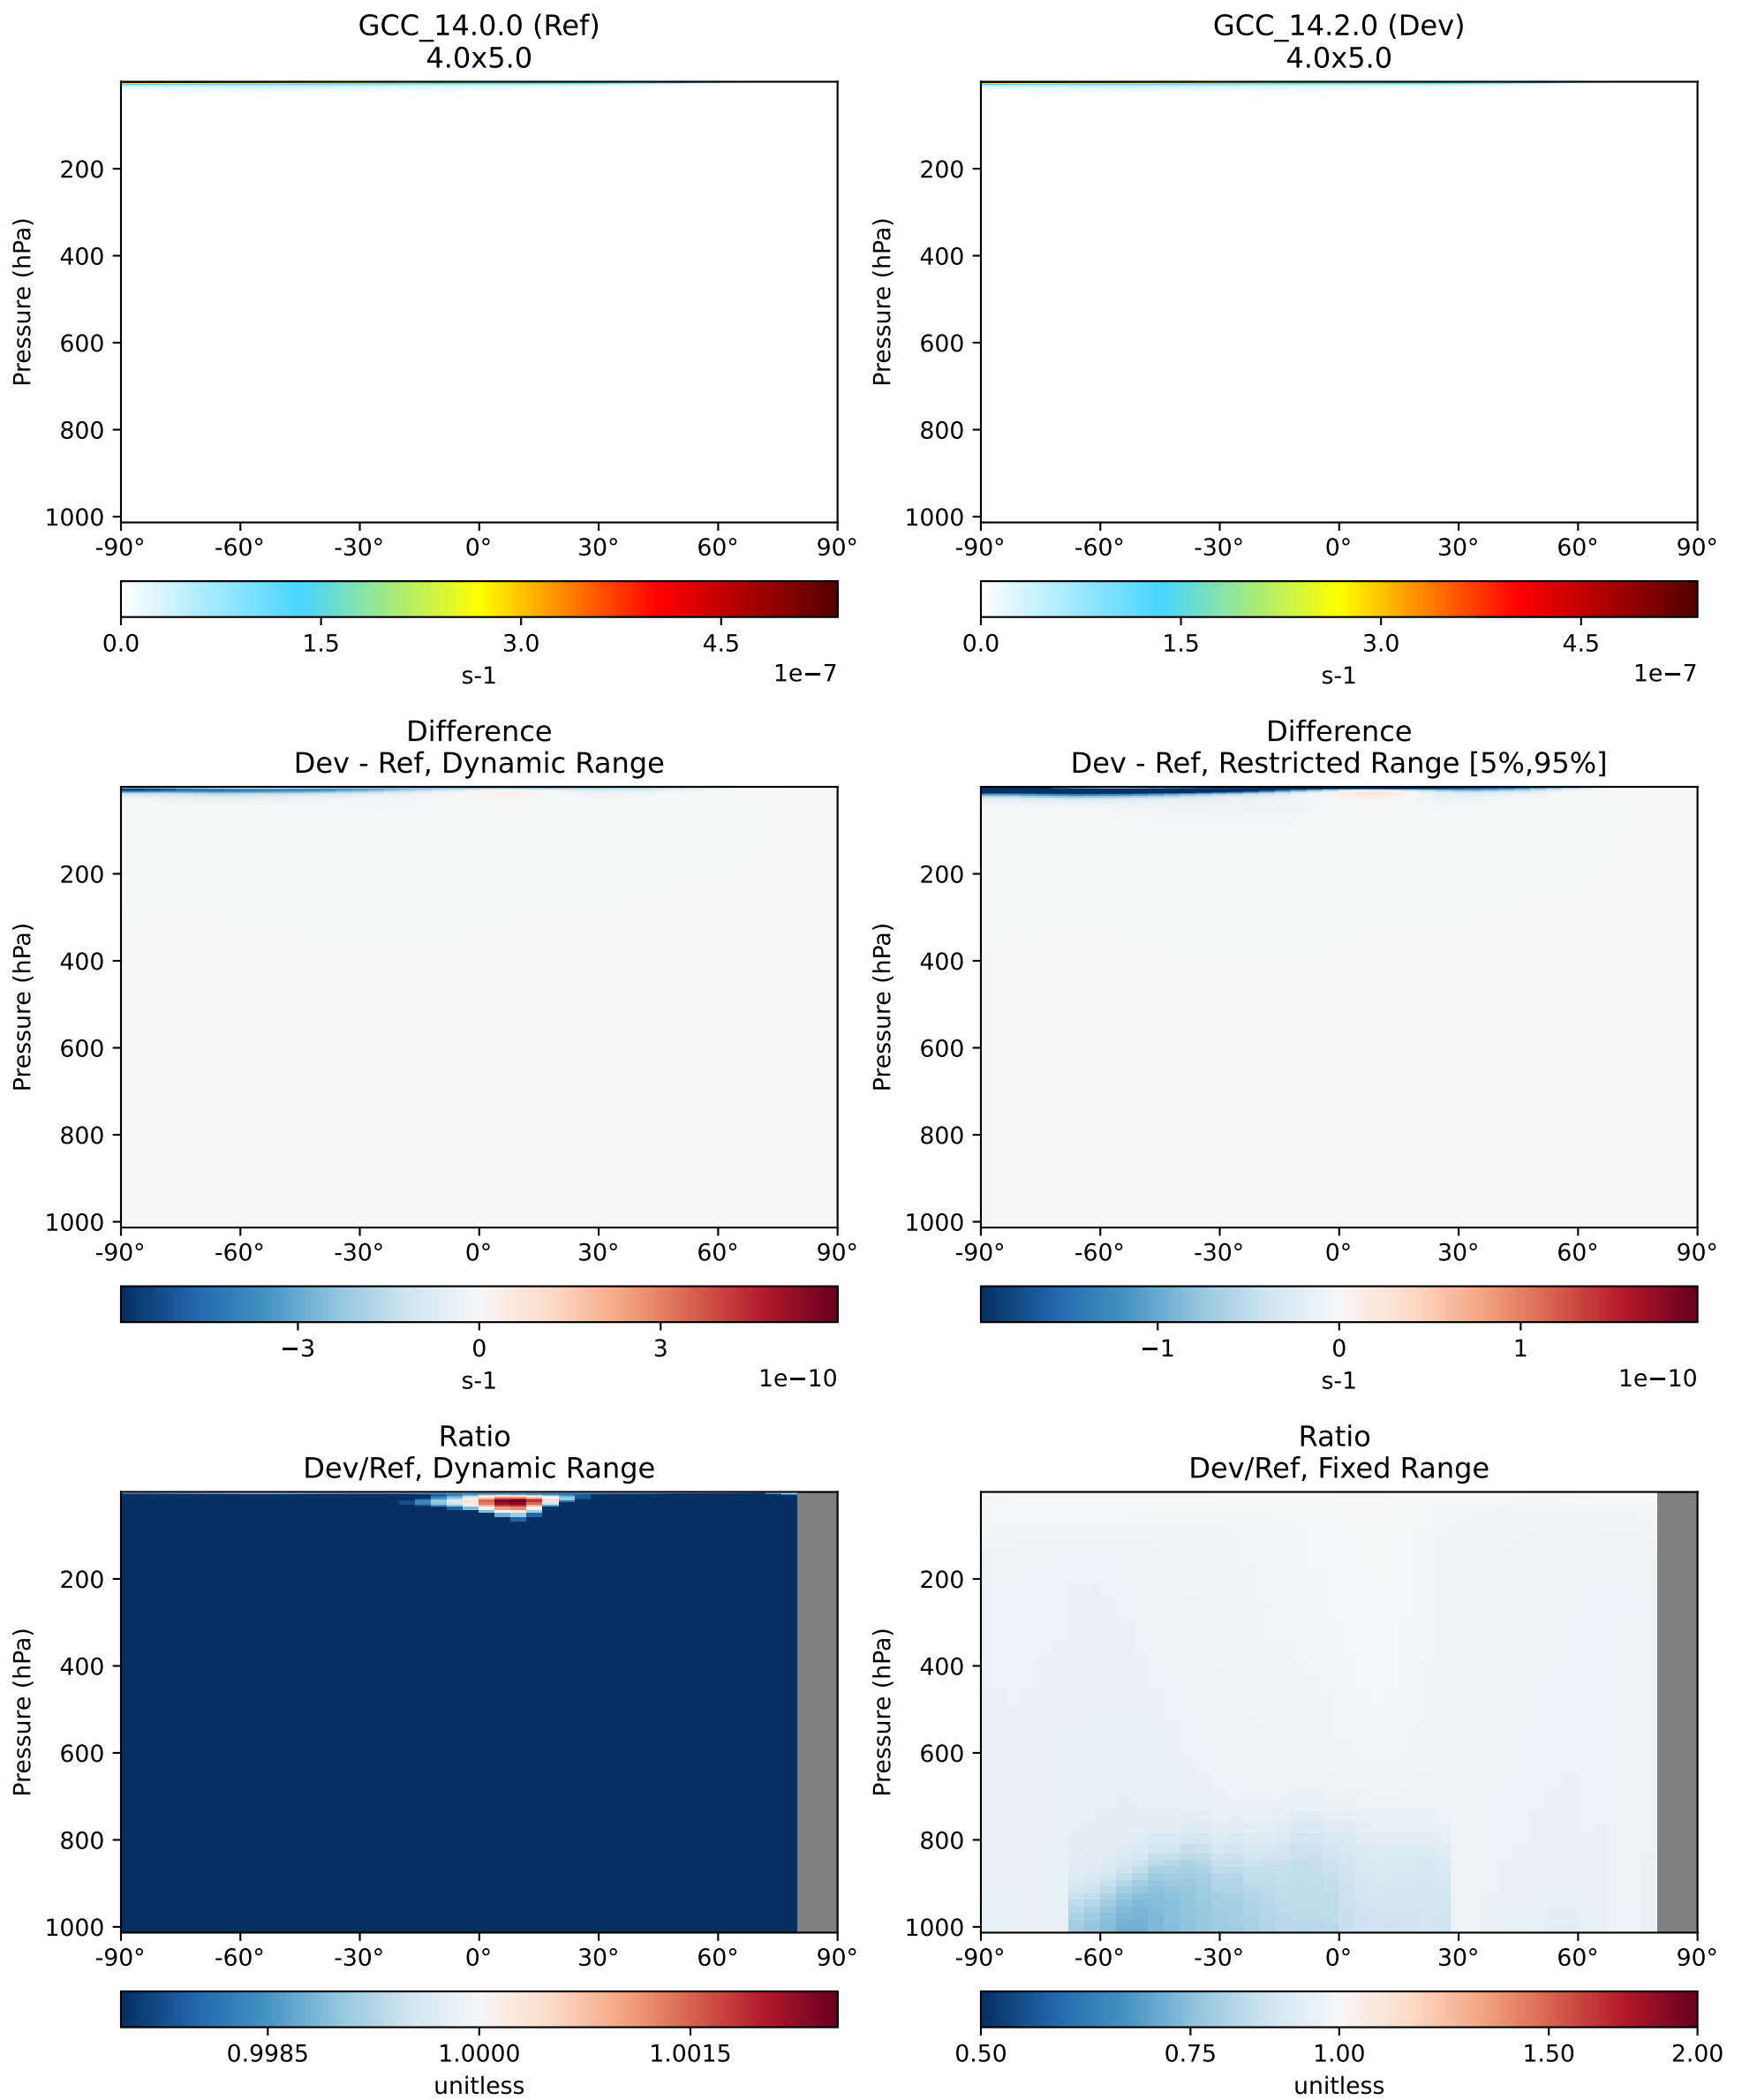 GCC_14.0.0 (Ref)
4.0x5.0
Pressure (hPa)
200
400
600
800
1000
-90° -60° -30° 0° 30° 60° 90°
0.0 1.5 3.0 4.5
s-1
1e−7
GCC_14.2.0 (Dev)
4.0x5.0
Pressure (hPa)
200
400
600
800
1000
-90° -60° -30° 0° 30° 60° 90°
0.0 1.5 3.0 4.5
s-1
1e−7
Difference
Dev - Ref, Dynamic Range
Pressure (hPa)
200
400
600
800
1000
-90° -60° -30° 0° 30° 60° 90°
−3 0 3
s-1
1e−10
Difference
Dev - Ref, Restricted Range [5%,95%]
Pressure (hPa)
200
400
600
800
1000
-90° -60° -30° 0° 30° 60° 90°
−1 0 1
s-1
1e−10
Ratio
Dev/Ref, Dynamic Range
Pressure (hPa)
200
400
600
800
1000
-90° -60° -30° 0° 30° 60° 90°
0.9985 1.0000 1.0015
unitless
Ratio
Dev/Ref, Fixed Range
Pressure (hPa)
200
400
600
800
1000
-90° -60° -30° 0° 30° 60° 90°
0.50 0.75 1.00 1.50 2.00
unitless